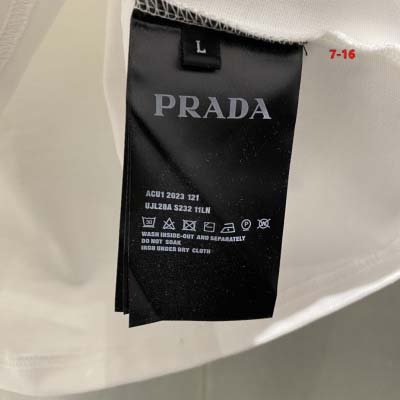 L
7-16
PRADA
ACU1 2023 121
UJL28A S232 11LN
WASH INSIDE-OUT AND SEPARATELY
DO NOT SOAK
IRON UNDER DRY CLOTH